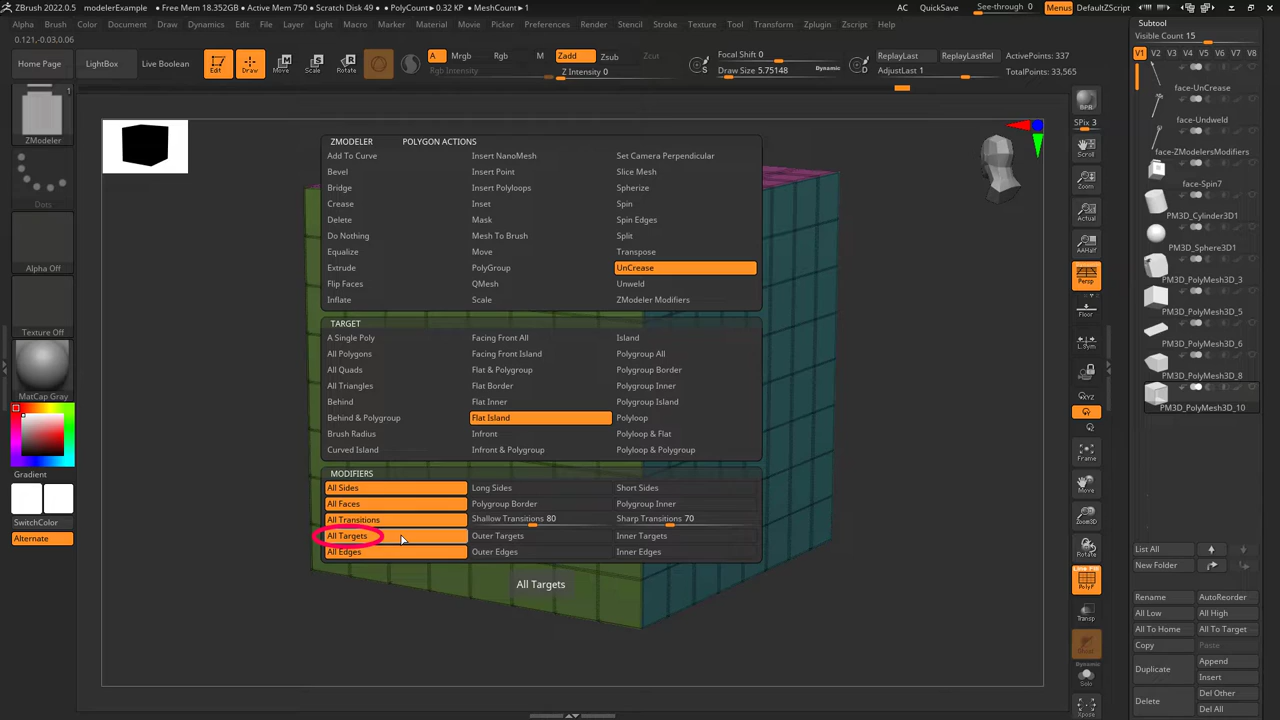 ZBrush 2022.0.5 modelerExample • Free Mem 18.352GB • Active Mem 750 • Scratch Disk 49 • PolyCount▸0.32 KP • MeshCount▸1 AC QuickSave See-through 0 Menus DefaultZScript
Alpha Brush Color Document Draw Dynamics Edit File Layer Light Macro Marker Material Movie Picker Preferences Render Stencil Stroke Texture Tool Transform Zplugin Zscript Help
0.121,-0.03,0.06
Home Page LightBox Live Boolean Edit Draw Move Scale Rotate
A Mrgb Rgb M Zadd Zsub Zcut
Rgb Intensity Z Intensity 0
Focal Shift 0
Draw Size 5.75148 Dynamic
S
D
ReplayLast ReplayLastRel
AdjustLast 1
ActivePoints: 337
TotalPoints: 33,565
1
ZModeler
Dots
Alpha Off
Texture Off
MatCap Gray
Gradient
SwitchColor
Alternate
ZMODELER POLYGON ACTIONS
Add To Curve Insert NanoMesh Set Camera Perpendicular
Bevel Insert Point Slice Mesh
Bridge Insert Polyloops Spherize
Crease Inset Spin
Delete Mask Spin Edges
Do Nothing Mesh To Brush Split
Equalize Move Transpose
Extrude PolyGroup UnCrease
Flip Faces QMesh Unweld
Inflate Scale ZModeler Modifiers
TARGET
A Single Poly Facing Front All Island
All Polygons Facing Front Island Polygroup All
All Quads Flat & Polygroup Polygroup Border
All Triangles Flat Border Polygroup Inner
Behind Flat Inner Polygroup Island
Behind & Polygroup Flat Island Polyloop
Brush Radius Infront Polyloop & Flat
Curved Island Infront & Polygroup Polyloop & Polygroup
MODIFIERS
All Sides Long Sides Short Sides
All Faces Polygroup Border Polygroup Inner
All Transitions Shallow Transitions 80 Sharp Transitions 70
All Targets Outer Targets Inner Targets
All Edges Outer Edges Inner Edges
All Targets
BPR
SPix 3
Scroll
Zoom
Actual
AAHalf
Persp
Floor
L.Sym
Frame
Move
Zoom3D
Rotate
Line Fill
PolyF
Transp
Dynamic
Solo
Xpose
Subtool
Visible Count 15
V1 V2 V3 V4 V5 V6 V7 V8
face-UnCrease
face-Undweld
face-ZModelersModifiers
face-Spin7
PM3D_Cylinder3D1
PM3D_Sphere3D1
PM3D_PolyMesh3D_3
PM3D_PolyMesh3D_5
PM3D_PolyMesh3D_6
PM3D_PolyMesh3D_8
PM3D_PolyMesh3D_10
List All
New Folder
Rename AutoReorder
All Low All High
All To Home All To Target
Copy Paste
Duplicate Append
Insert
Delete Del Other
Del All